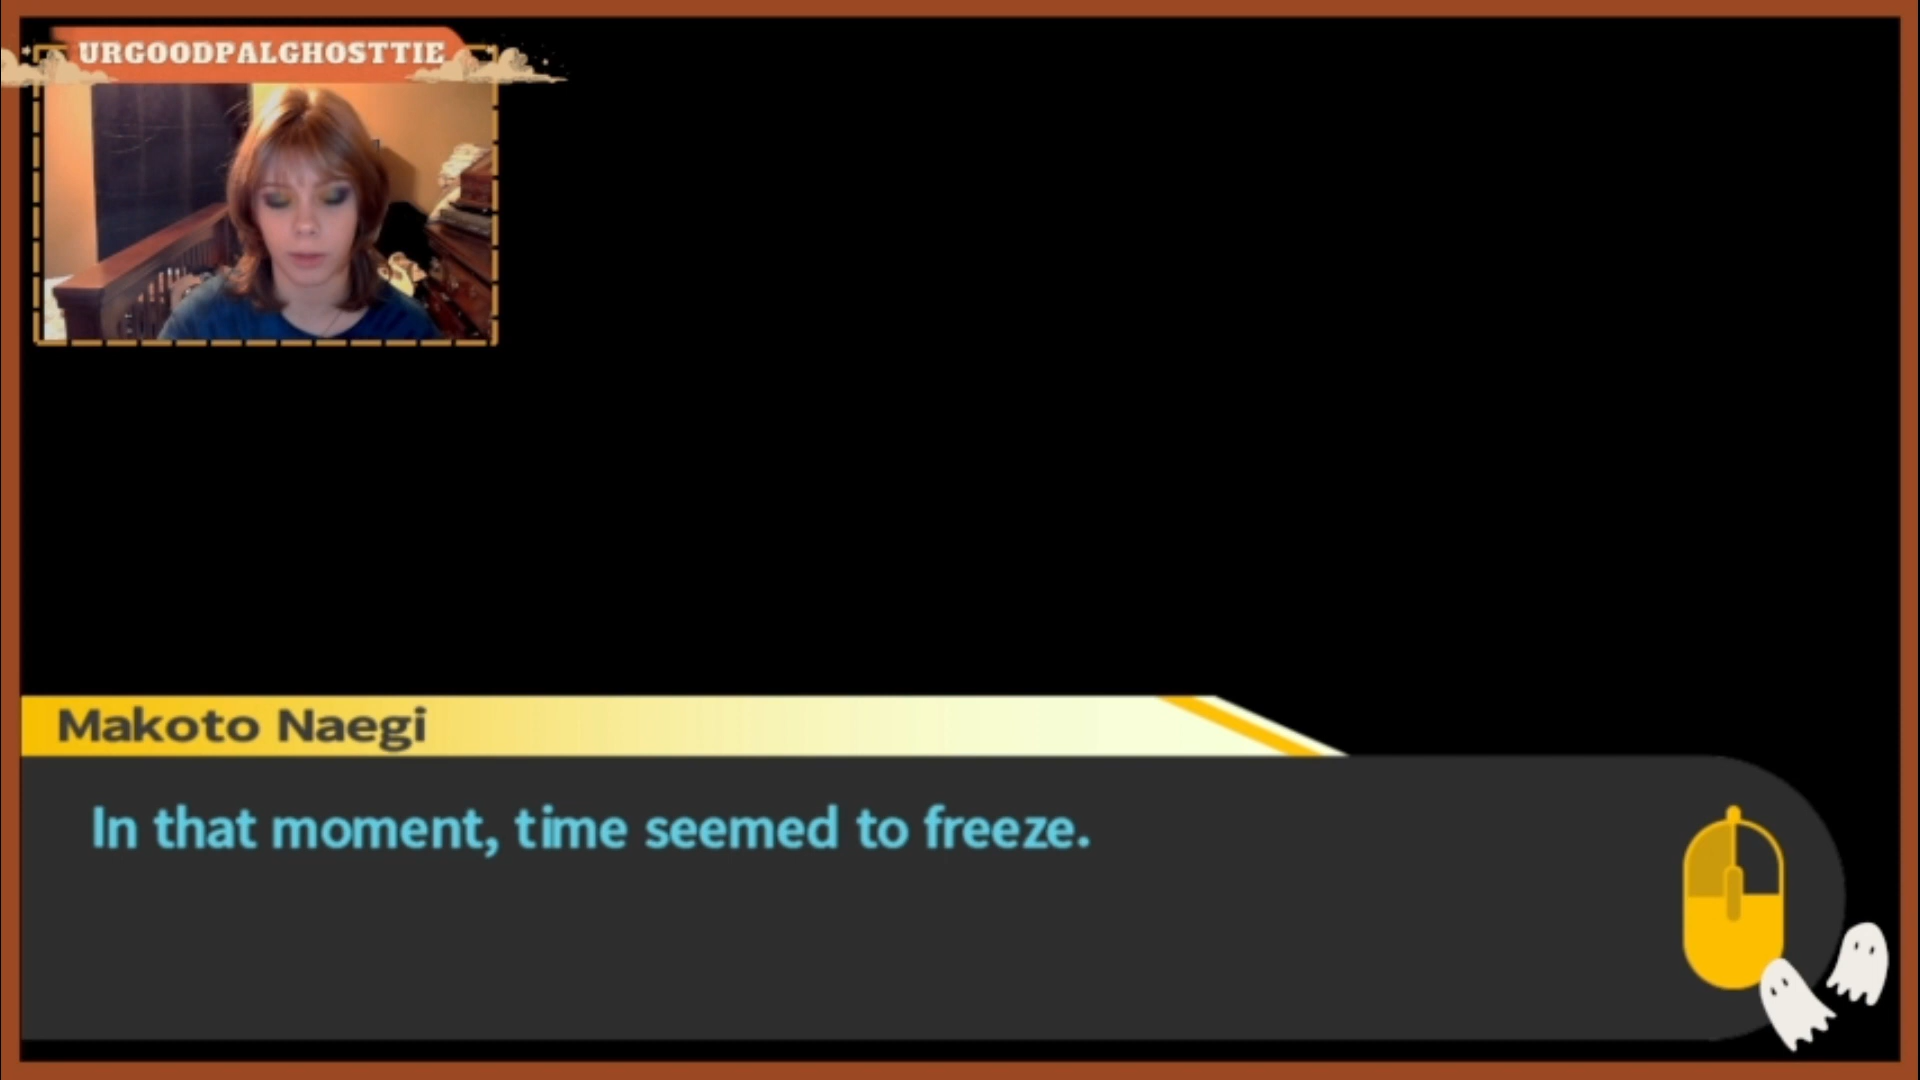 URGOODPALGHOSTTIE
Makoto Naegi
In that moment, time seemed to freeze.